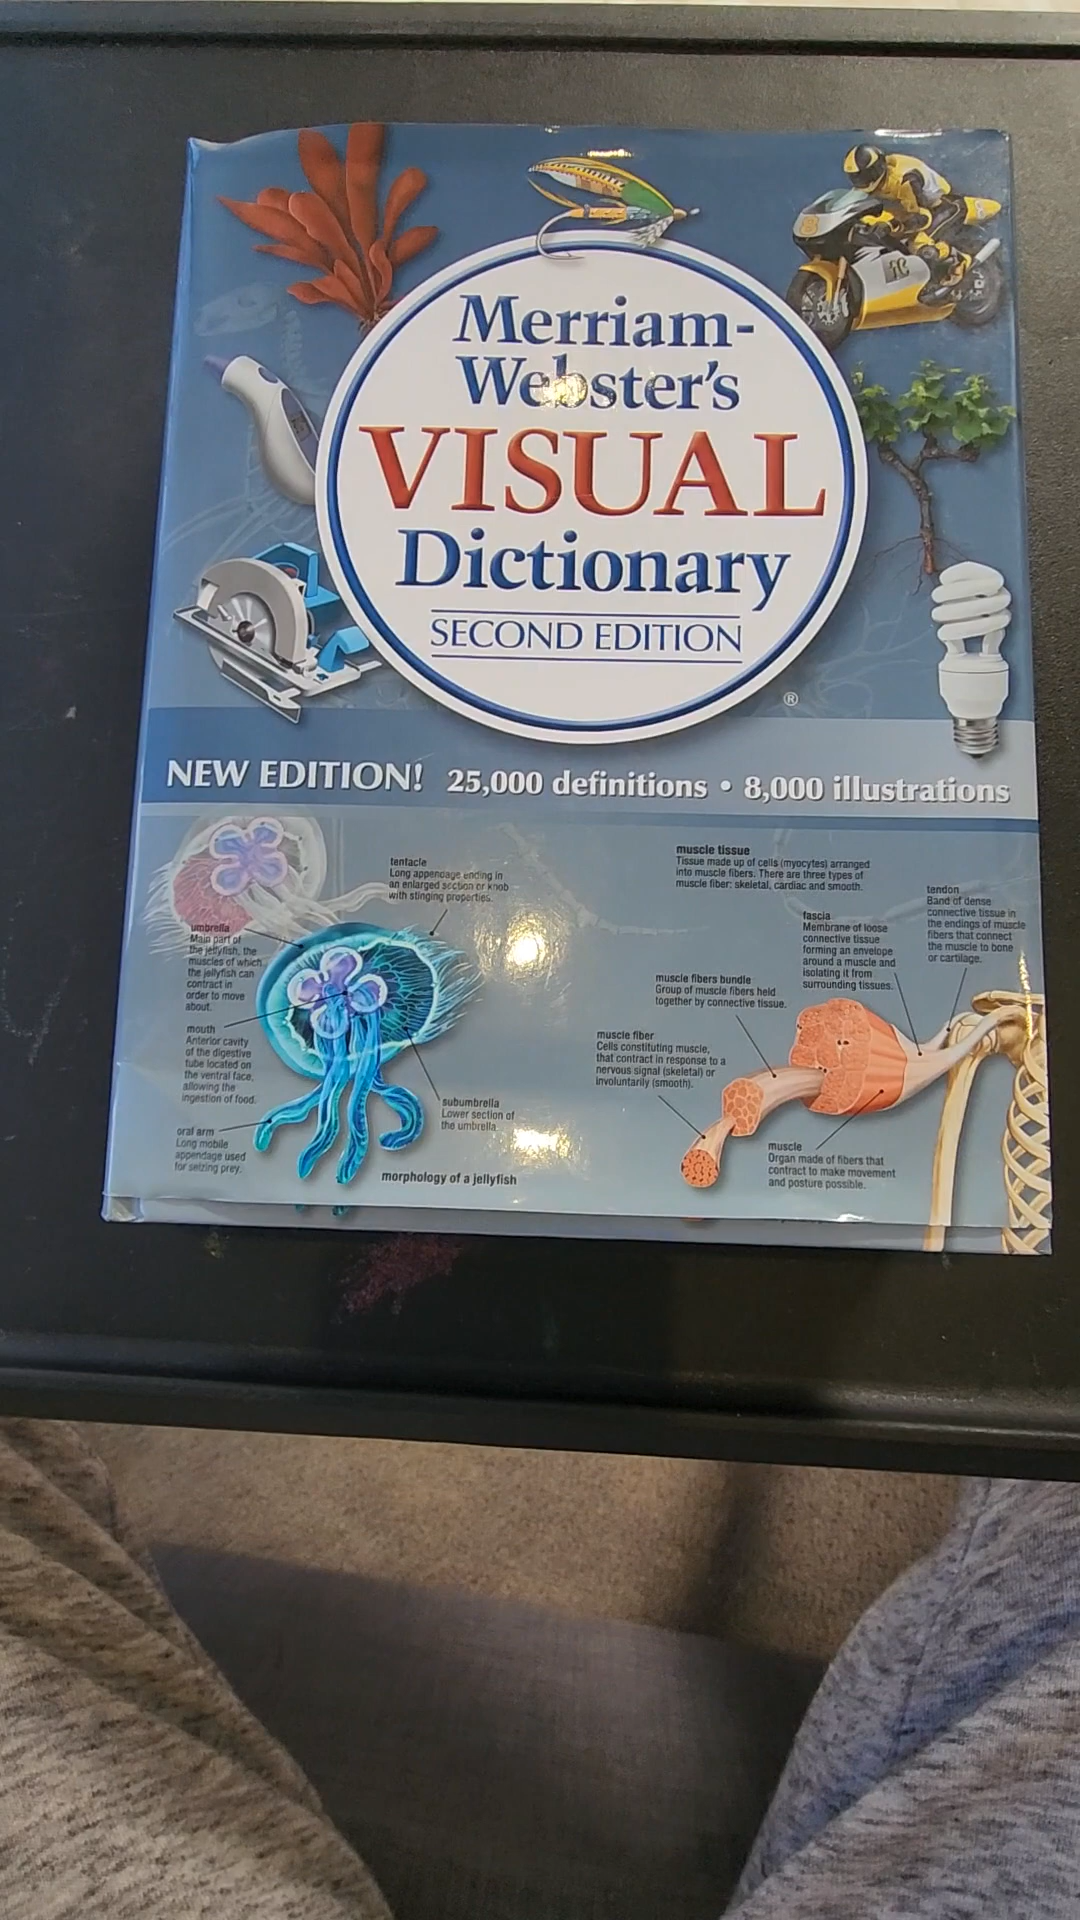 Merriam-
Webster's
VISUAL
Dictionary
SECOND EDITION
®
NEW EDITION! 25,000 definitions • 8,000 illustrations
tentacle
Long appendage ending in
an enlarged section or knob
with stinging properties.
umbrella
Main part of
the jellyfish, the
muscles of which
the jellyfish can
contract in
order to move
about.
mouth
Anterior cavity
of the digestive
tube located on
the ventral face,
allowing the
ingestion of food.
oral arm
Long mobile
appendage used
for seizing prey.
subumbrella
Lower section of
the umbrella.
morphology of a jellyfish
muscle tissue
Tissue made up of cells (myocytes) arranged
into muscle fibers. There are three types of
muscle fiber: skeletal, cardiac and smooth.
tendon
Band of dense
connective tissue in
the endings of muscle
fibers that connect
the muscle to bone
or cartilage.
fascia
Membrane of loose
connective tissue
forming an envelope
around a muscle and
isolating it from
surrounding tissues.
muscle fibers bundle
Group of muscle fibers held
together by connective tissue.
muscle fiber
Cells constituting muscle,
that contract in response to a
nervous signal (skeletal) or
involuntarily (smooth).
muscle
Organ made of fibers that
contract to make movement
and posture possible.